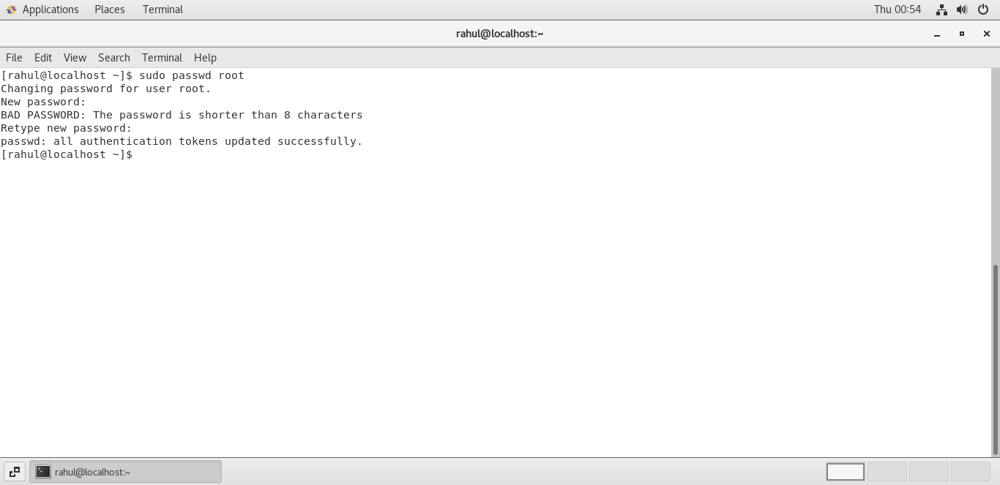 Applications Places Terminal Thu 00:54
rahul@localhost:~
File Edit View Search Terminal Help
[rahul@localhost ~]$ sudo passwd root
Changing password for user root.
New password:
BAD PASSWORD: The password is shorter than 8 characters
Retype new password:
passwd: all authentication tokens updated successfully.
[rahul@localhost ~]$
rahul@localhost:~